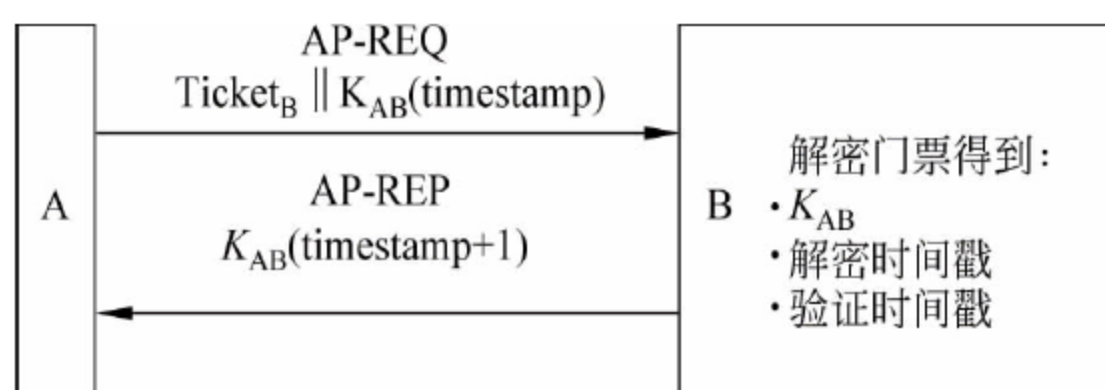 AP-REQ
Ticket_B || K_AB(timestamp)
A
AP-REP
K_AB(timestamp+1)
B
解密门票得到：
·K_AB
·解密时间戳
·验证时间戳